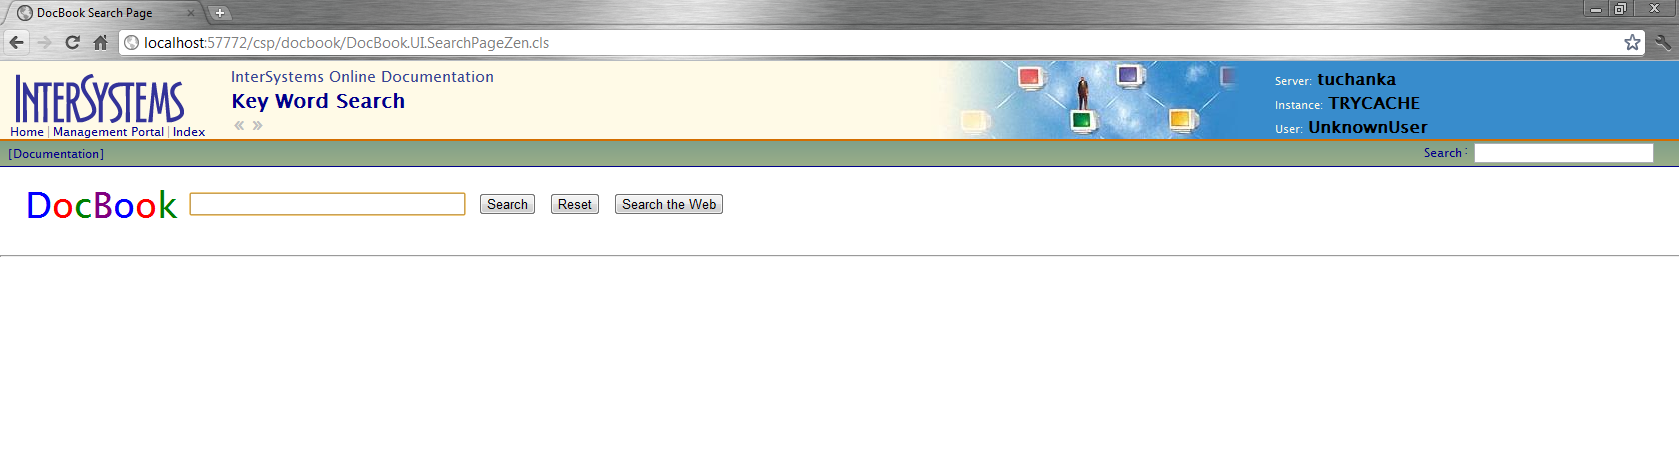 DocBook Search Page
localhost:57772/csp/docbook/DocBook.UI.SearchPageZen.cls
INTERSYSTEMS
Home | Management Portal | Index
InterSystems Online Documentation
Key Word Search
« »
Server: tuchanka
Instance: TRYCACHE
User: UnknownUser
[Documentation]
Search :
DocBook Search Reset Search the Web